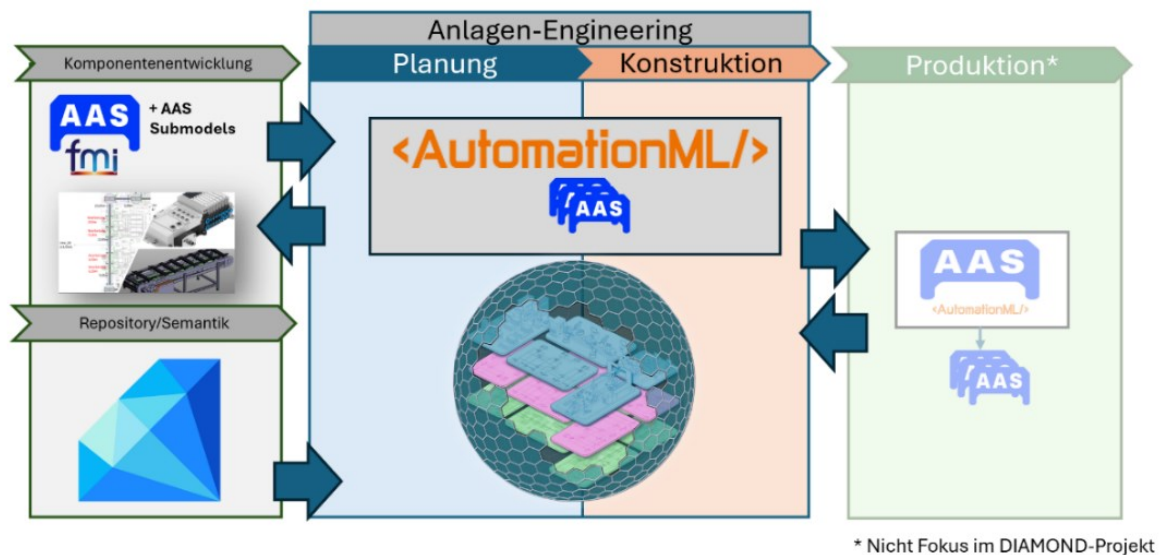 Anlagen-Engineering
Komponentenentwicklung
Planung
Konstruktion
Produktion*
AAS
+ AAS
Submodels
fmi
<AutomationML/>
AAS
Repository/Semantik
AAS
<AutomationML/>
AAS
* Nicht Fokus im DIAMOND-Projekt